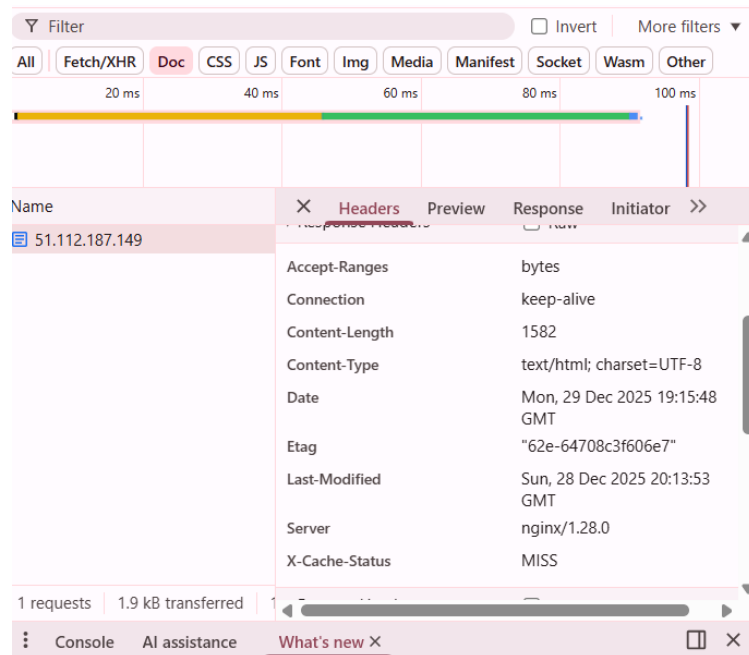 Filter Invert More filters
All Fetch/XHR Doc CSS JS Font Img Media Manifest Socket Wasm Other
20 ms 40 ms 60 ms 80 ms 100 ms
Name Headers Preview Response Initiator
51.112.187.149
Response Headers Raw
Accept-Ranges bytes
Connection keep-alive
Content-Length 1582
Content-Type text/html; charset=UTF-8
Date Mon, 29 Dec 2025 19:15:48
GMT
Etag "62e-64708c3f606e7"
Last-Modified Sun, 28 Dec 2025 20:13:53
GMT
Server nginx/1.28.0
X-Cache-Status MISS
1 requests 1.9 kB transferred
Console AI assistance What's new